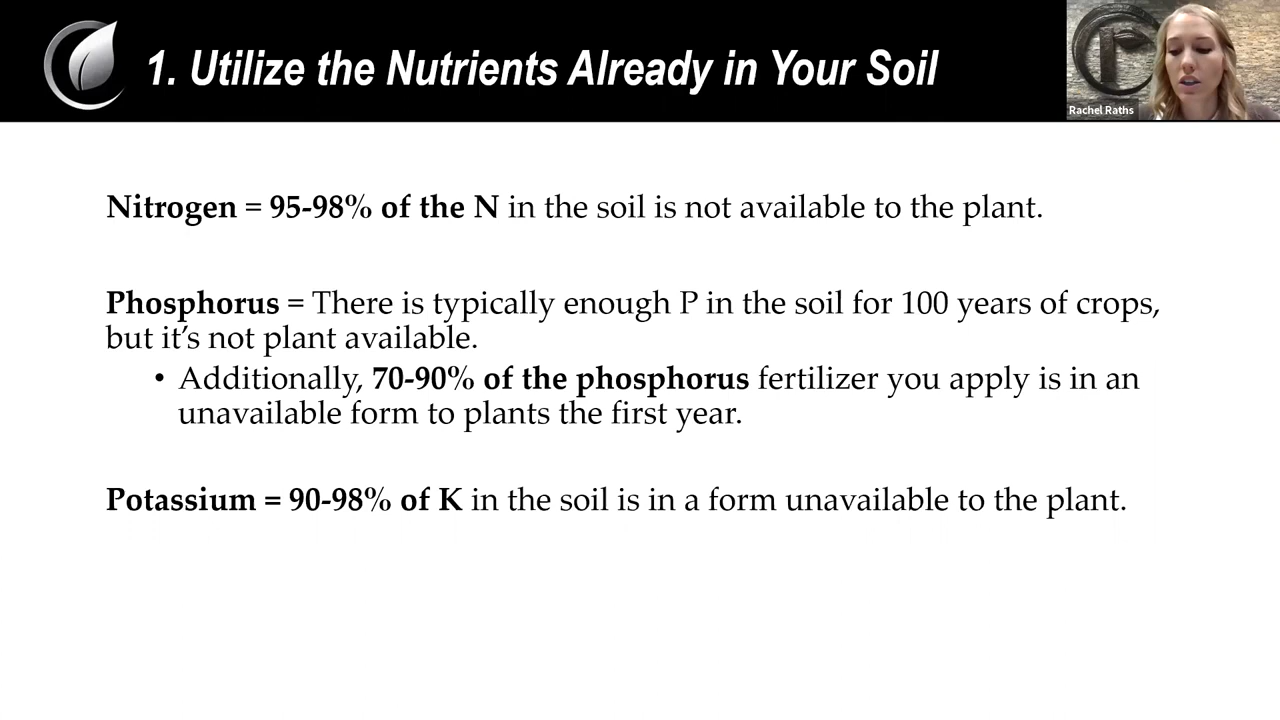 1. Utilize the Nutrients Already in Your Soil
Rachel Raths
Nitrogen = 95-98% of the N in the soil is not available to the plant.
Phosphorus = There is typically enough P in the soil for 100 years of crops,
but it’s not plant available.
• Additionally, 70-90% of the phosphorus fertilizer you apply is in an
unavailable form to plants the first year.
Potassium = 90-98% of K in the soil is in a form unavailable to the plant.